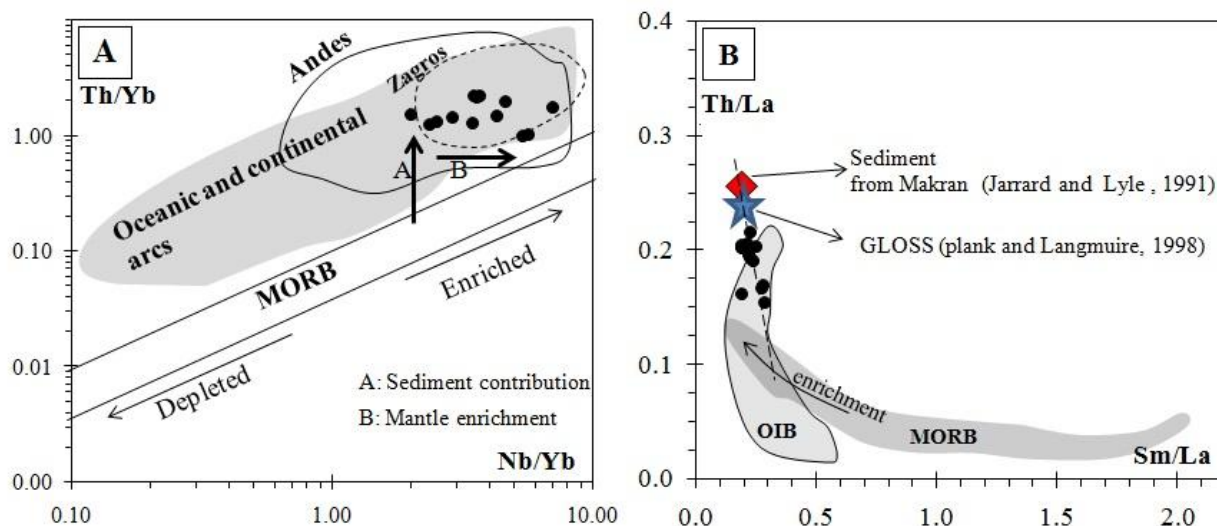 A
Th/Yb
Andes
Zagros
Oceanic and continental
arcs
A
B
MORB
Enriched
Depleted
A: Sediment contribution
B: Mantle enrichment
Nb/Yb
1.00
0.10
0.01
0.00
0.10
1.00
10.00
B
Th/La
0.4
0.3
0.2
0.1
0.0
Sediment
from Makran (Jarrard and Lyle , 1991)
GLOSS (plank and Langmuire, 1998)
enrichment
OIB
MORB
Sm/La
0.0
0.5
1.0
1.5
2.0